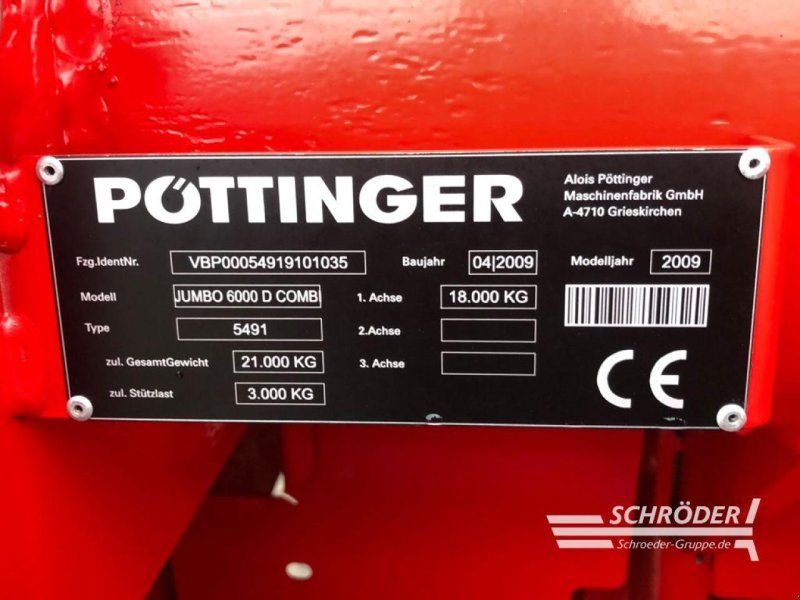 PÖTTINGER
Alois Pöttinger
Maschinenfabrik GmbH
A-4710 Grieskirchen
Fzg.IdentNr. VBP00054919101035 Baujahr 04|2009 Modelljahr 2009
Modell JUMBO 6000 D COMBI 1. Achse 18.000 KG
Type 5491 2.Achse
zul. GesamtGewicht 21.000 KG 3. Achse
zul. Stützlast 3.000 KG
CE
SCHRÖDER
Schroeder-Gruppe.de